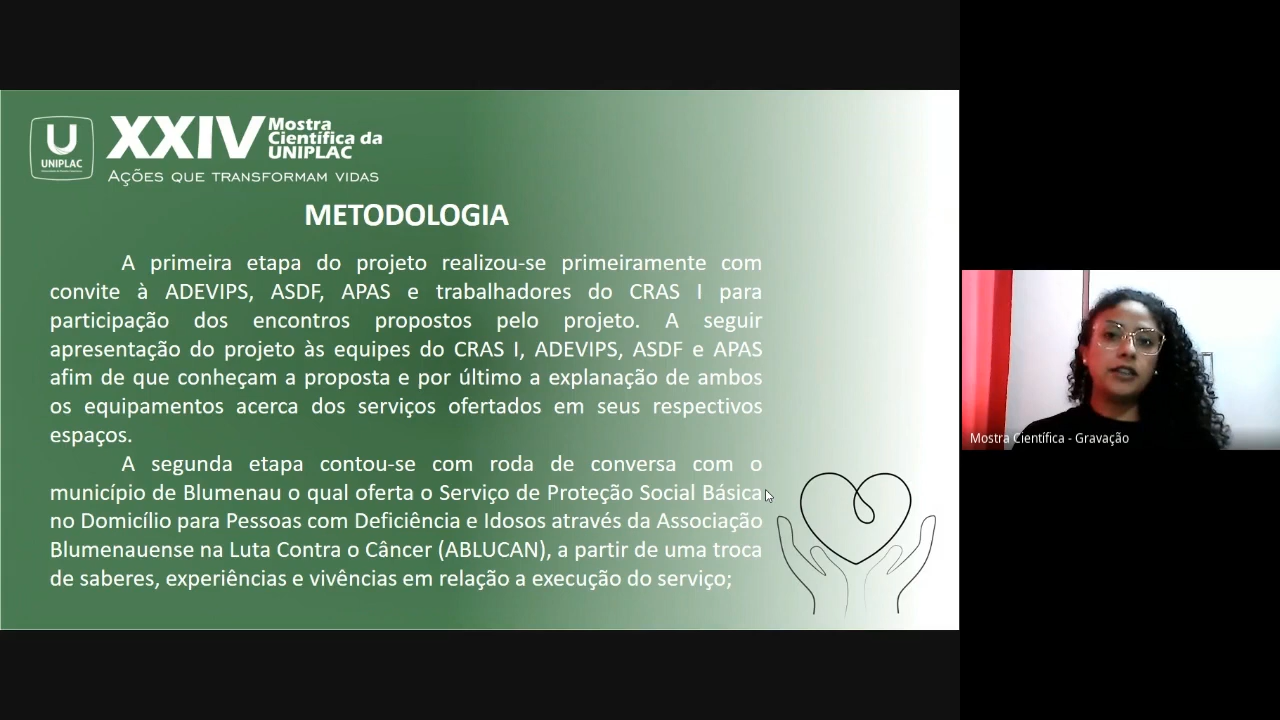 U
UNIPLAC
XXIV Mostra
Científica da
UNIPLAC
AÇÕES QUE TRANSFORMAM VIDAS
METODOLOGIA
A primeira etapa do projeto realizou-se primeiramente com
convite à ADEVIPS, ASDF, APAS e trabalhadores do CRAS I para
participação dos encontros propostos pelo projeto. A seguir
apresentação do projeto às equipes do CRAS I, ADEVIPS, ASDF e APAS
afim de que conheçam a proposta e por último a explanação de ambos
os equipamentos acerca dos serviços ofertados em seus respectivos
espaços.
A segunda etapa contou-se com roda de conversa com o
município de Blumenau o qual oferta o Serviço de Proteção Social Básica
no Domicílio para Pessoas com Deficiência e Idosos através da Associação
Blumenauense na Luta Contra o Câncer (ABLUCAN), a partir de uma troca
de saberes, experiências e vivências em relação a execução do serviço;
Mostra Científica - Gravação